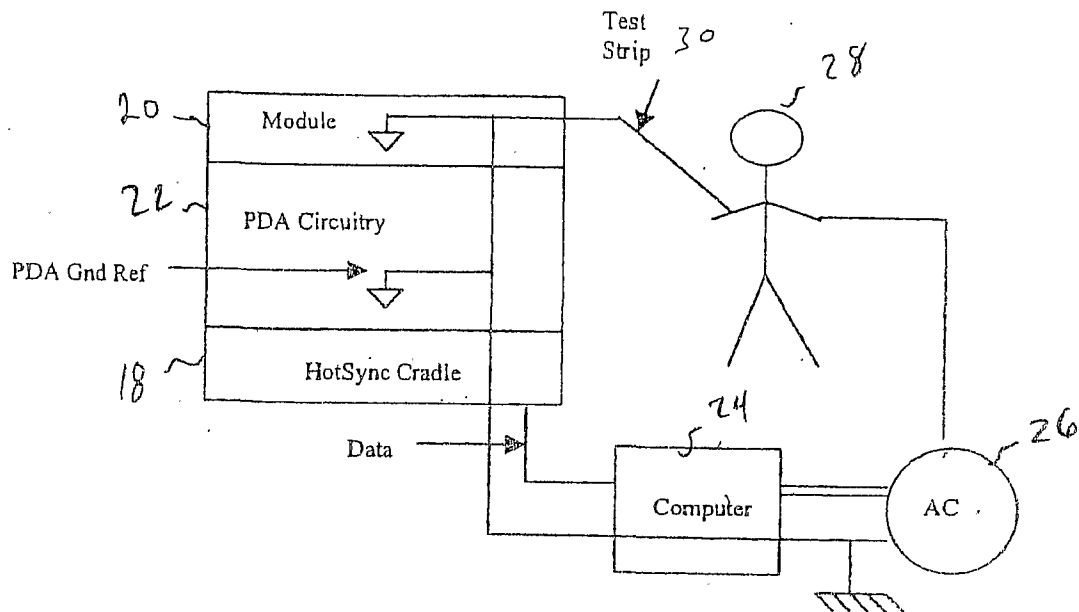 Test
Strip
30
28
20
Module
22
PDA Circuitry
PDA Gnd Ref
18
HotSync Cradle
24
26
Data
Computer
AC